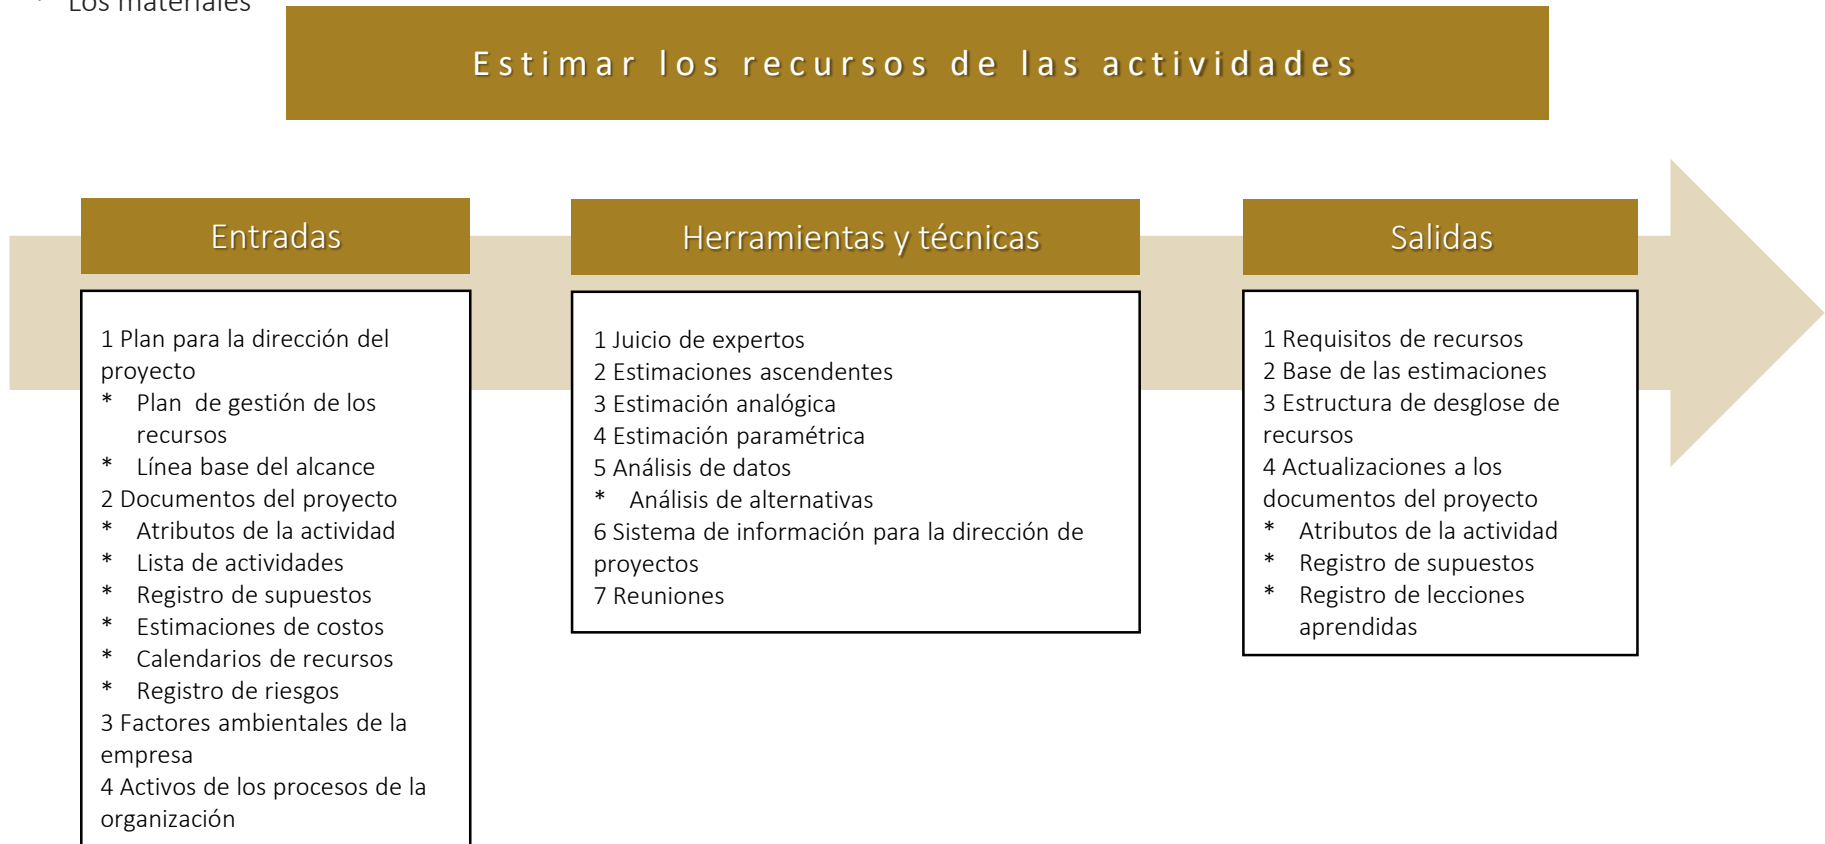 * Los materiales
Estimar los recursos de las actividades
Entradas
1 Plan para la dirección del
proyecto
* Plan de gestión de los
recursos
* Línea base del alcance
2 Documentos del proyecto
* Atributos de la actividad
* Lista de actividades
* Registro de supuestos
* Estimaciones de costos
* Calendarios de recursos
* Registro de riesgos
3 Factores ambientales de la
empresa
4 Activos de los procesos de la
organización
Herramientas y técnicas
1 Juicio de expertos
2 Estimaciones ascendentes
3 Estimación analógica
4 Estimación paramétrica
5 Análisis de datos
* Análisis de alternativas
6 Sistema de información para la dirección de
proyectos
7 Reuniones
Salidas
1 Requisitos de recursos
2 Base de las estimaciones
3 Estructura de desglose de
recursos
4 Actualizaciones a los
documentos del proyecto
* Atributos de la actividad
* Registro de supuestos
* Registro de lecciones
aprendidas